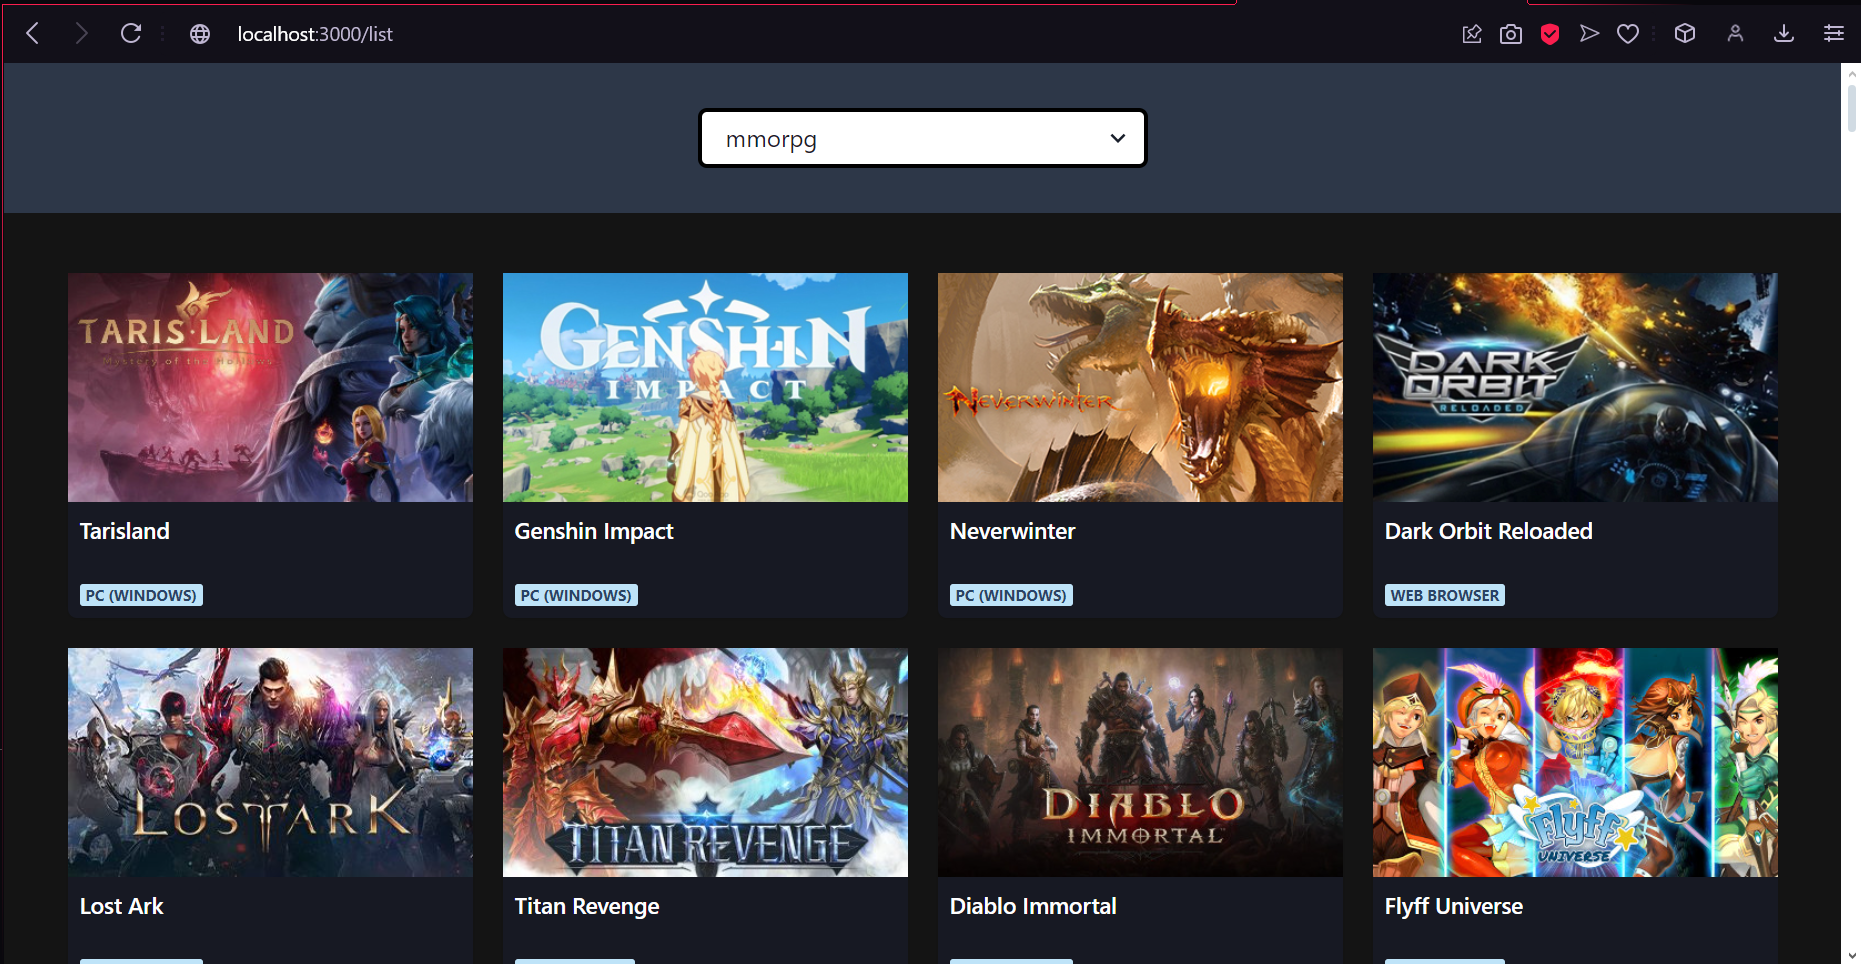 localhost:3000/list
mmorpg
TARIS·LAND
Mystery of the Hollows
GENSHIN
IMPACT
NEVERWINTER
DARK
ORBIT
RELOADED
Tarisland
Genshin Impact
Neverwinter
Dark Orbit Reloaded
PC (WINDOWS)
PC (WINDOWS)
PC (WINDOWS)
WEB BROWSER
LOST ARK
TITAN REVENGE
DIABLO
IMMORTAL
Flyff
UNIVERSE
Lost Ark
Titan Revenge
Diablo Immortal
Flyff Universe